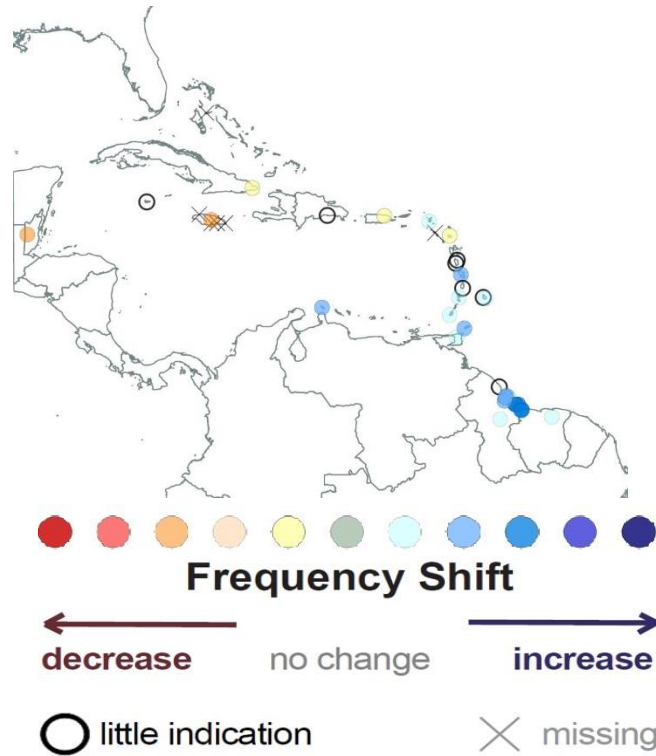 Frequency Shift
decrease no change increase
little indication missing